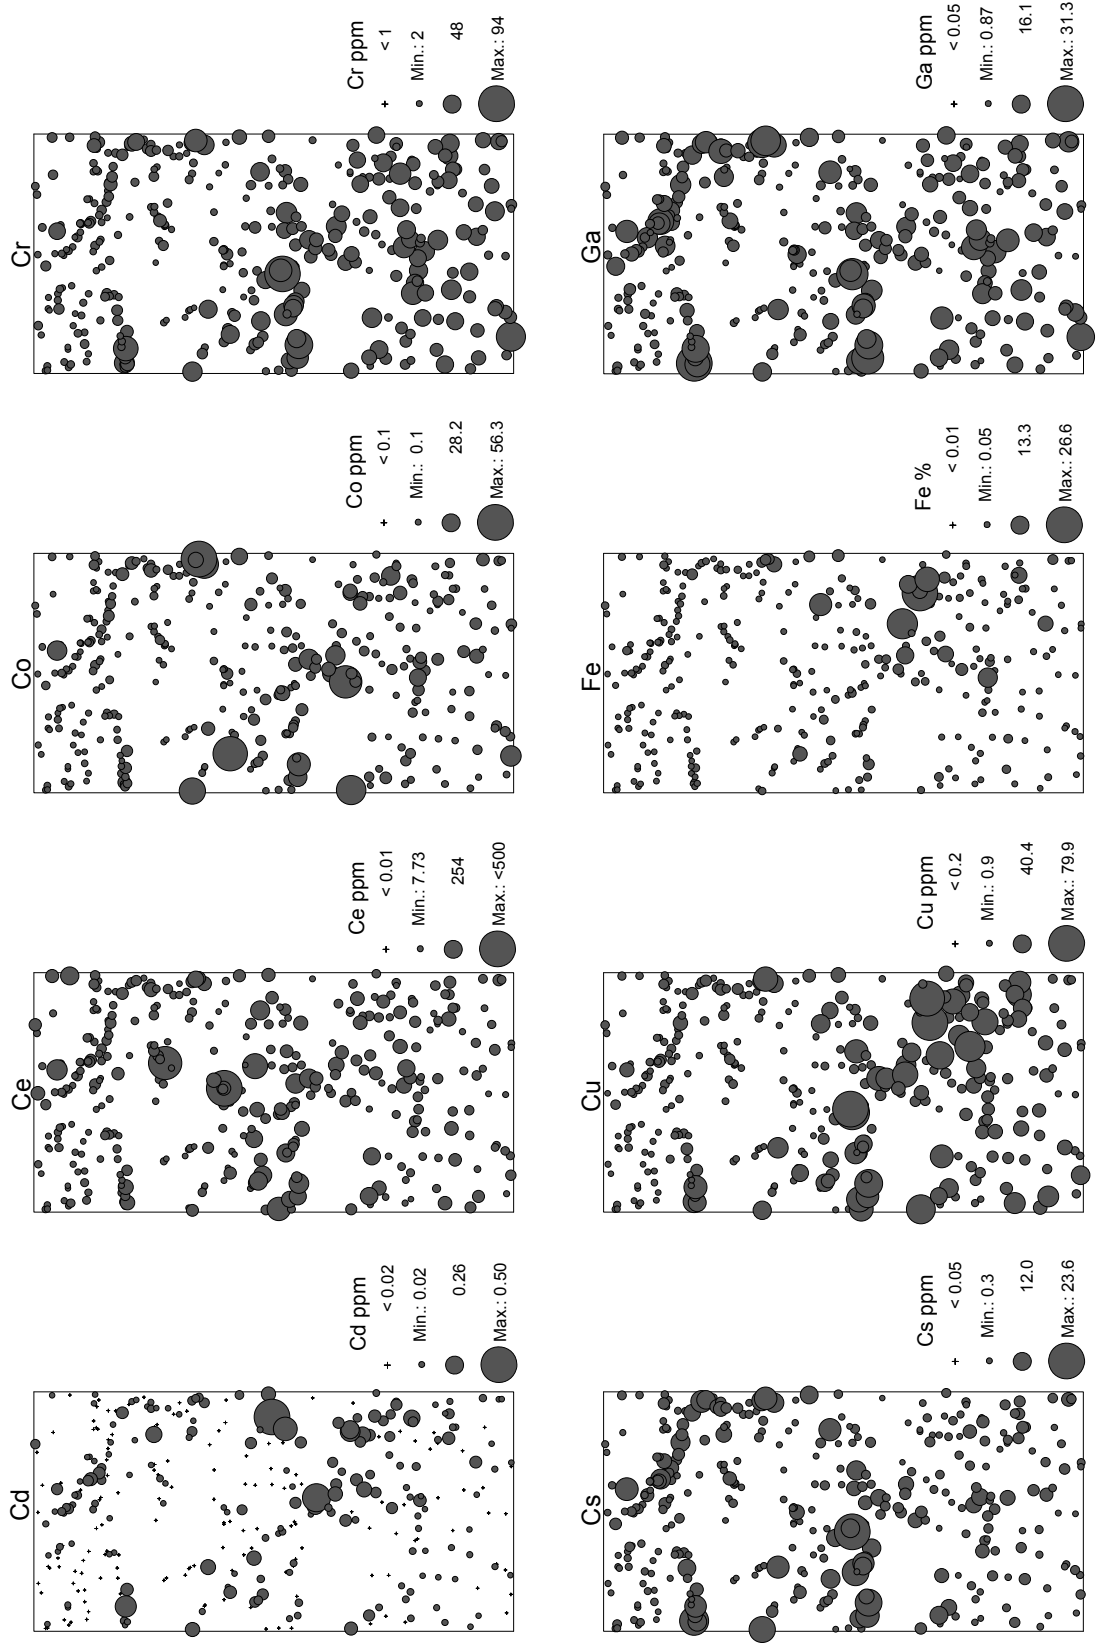 Cd
Cd ppm
< 0.02
Min.: 0.02
0.26
Max.: 0.50
Ce
Ce ppm
< 0.01
Min.: 7.73
254
Max.: <500
Co
Co ppm
< 0.1
Min.: 0.1
28.2
Max.: 56.3
Cr
Cr ppm
< 1
Min.: 2
48
Max.: 94
Cs
Cs ppm
< 0.05
Min.: 0.3
12.0
Max.: 23.6
Cu
Cu ppm
< 0.2
Min.: 0.9
40.4
Max.: 79.9
Fe
Fe %
< 0.01
Min.: 0.05
13.3
Max.: 26.6
Ga
Ga ppm
< 0.05
Min.: 0.87
16.1
Max.: 31.3